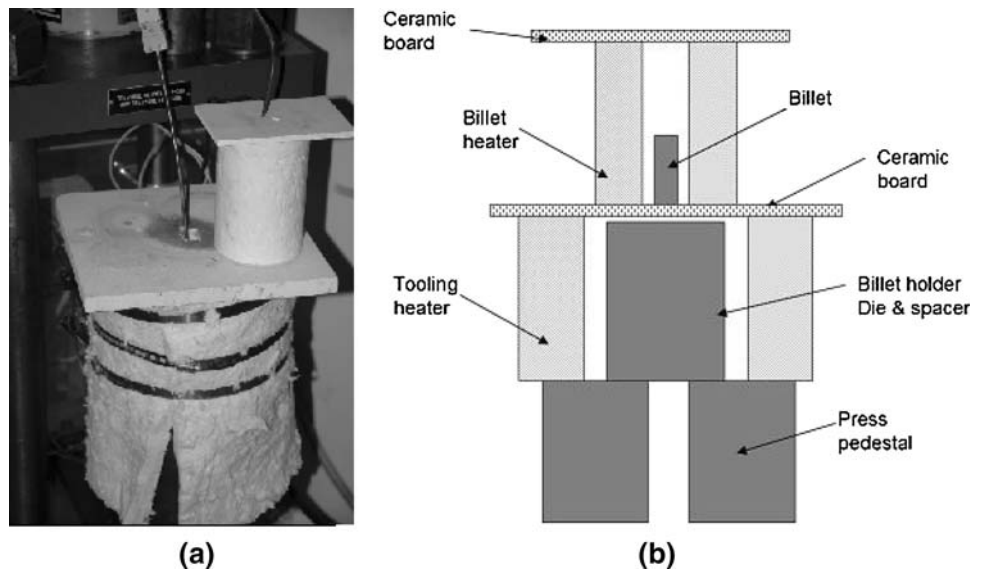 Ceramic
board
Billet
heater
Billet
Ceramic
board
Tooling
heater
Billet holder
Die & spacer
Press
pedestal
(a)
(b)